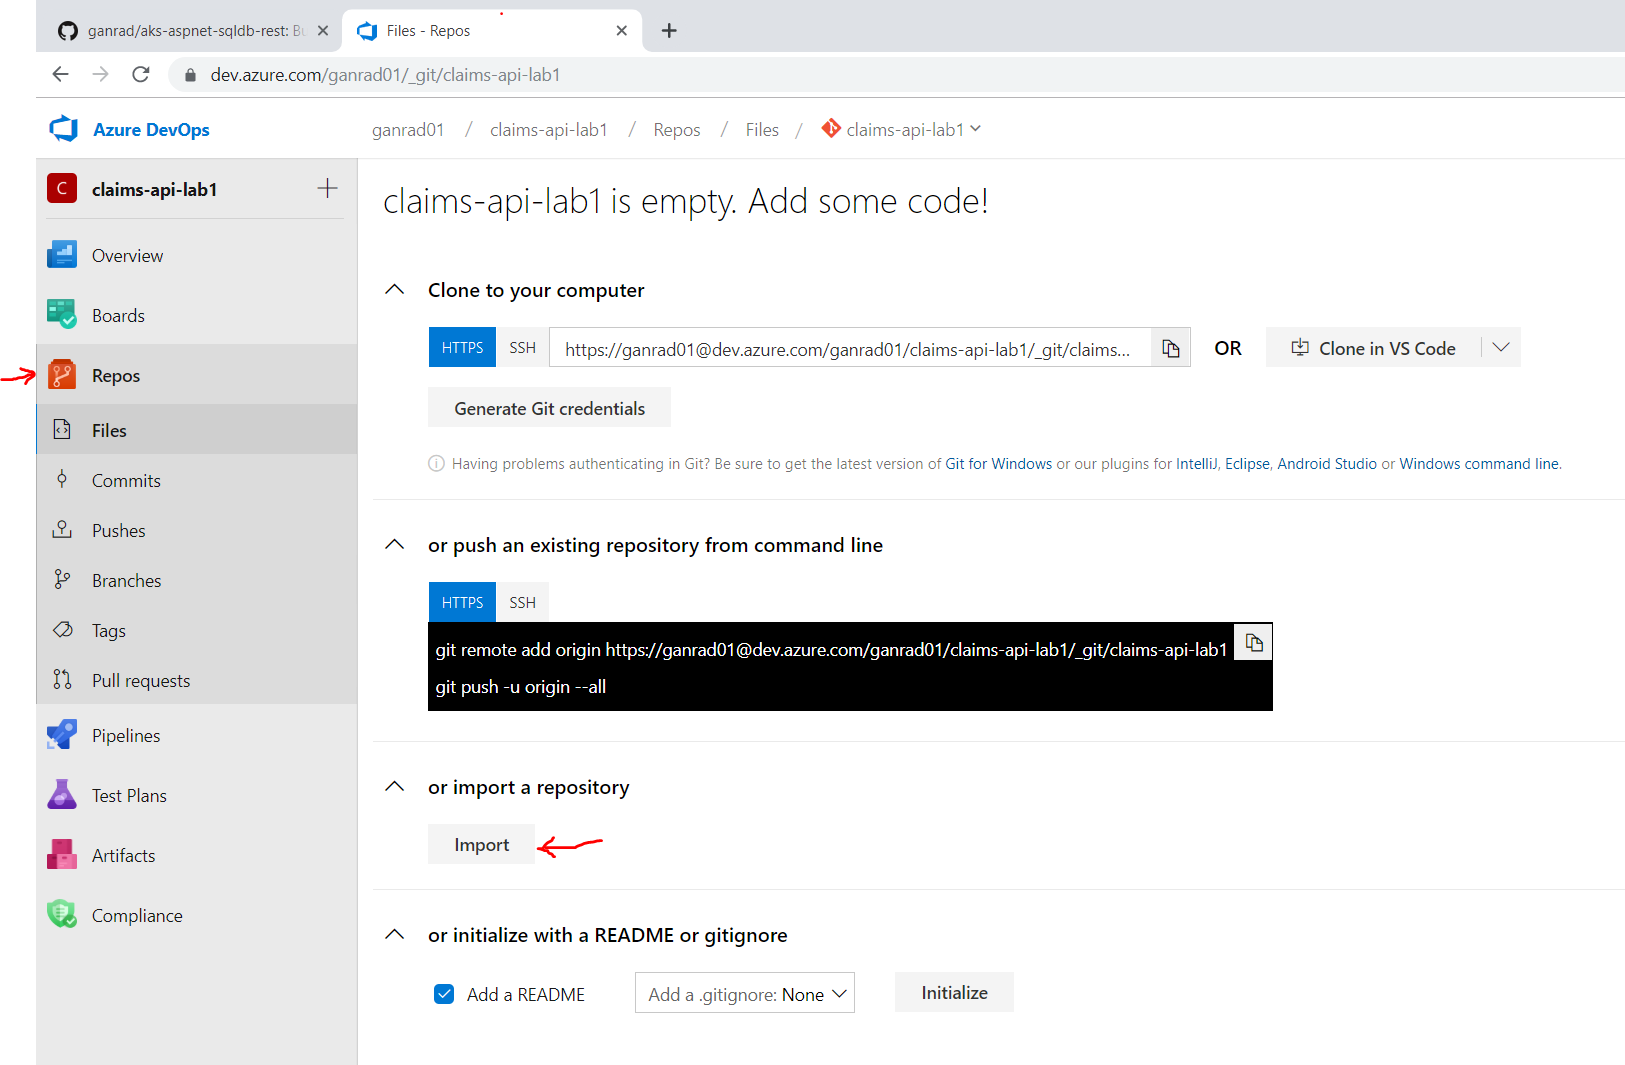 ganrad/aks-aspnet-sqldb-rest: Bu
Files - Repos
dev.azure.com/ganrad01/_git/claims-api-lab1
Azure DevOps
ganrad01 / claims-api-lab1 / Repos / Files / claims-api-lab1
C claims-api-lab1
claims-api-lab1 is empty. Add some code!
Overview
Boards
Repos
Files
Commits
Pushes
Branches
Tags
Pull requests
Pipelines
Test Plans
Artifacts
Compliance
Clone to your computer
HTTPS SSH https://ganrad01@dev.azure.com/ganrad01/claims-api-lab1/_git/claims... OR Clone in VS Code
Generate Git credentials
Having problems authenticating in Git? Be sure to get the latest version of Git for Windows or our plugins for IntelliJ, Eclipse, Android Studio or Windows command line.
or push an existing repository from command line
HTTPS SSH
git remote add origin https://ganrad01@dev.azure.com/ganrad01/claims-api-lab1/_git/claims-api-lab1
git push -u origin --all
or import a repository
Import
or initialize with a README or gitignore
Add a README Add a .gitignore: None Initialize